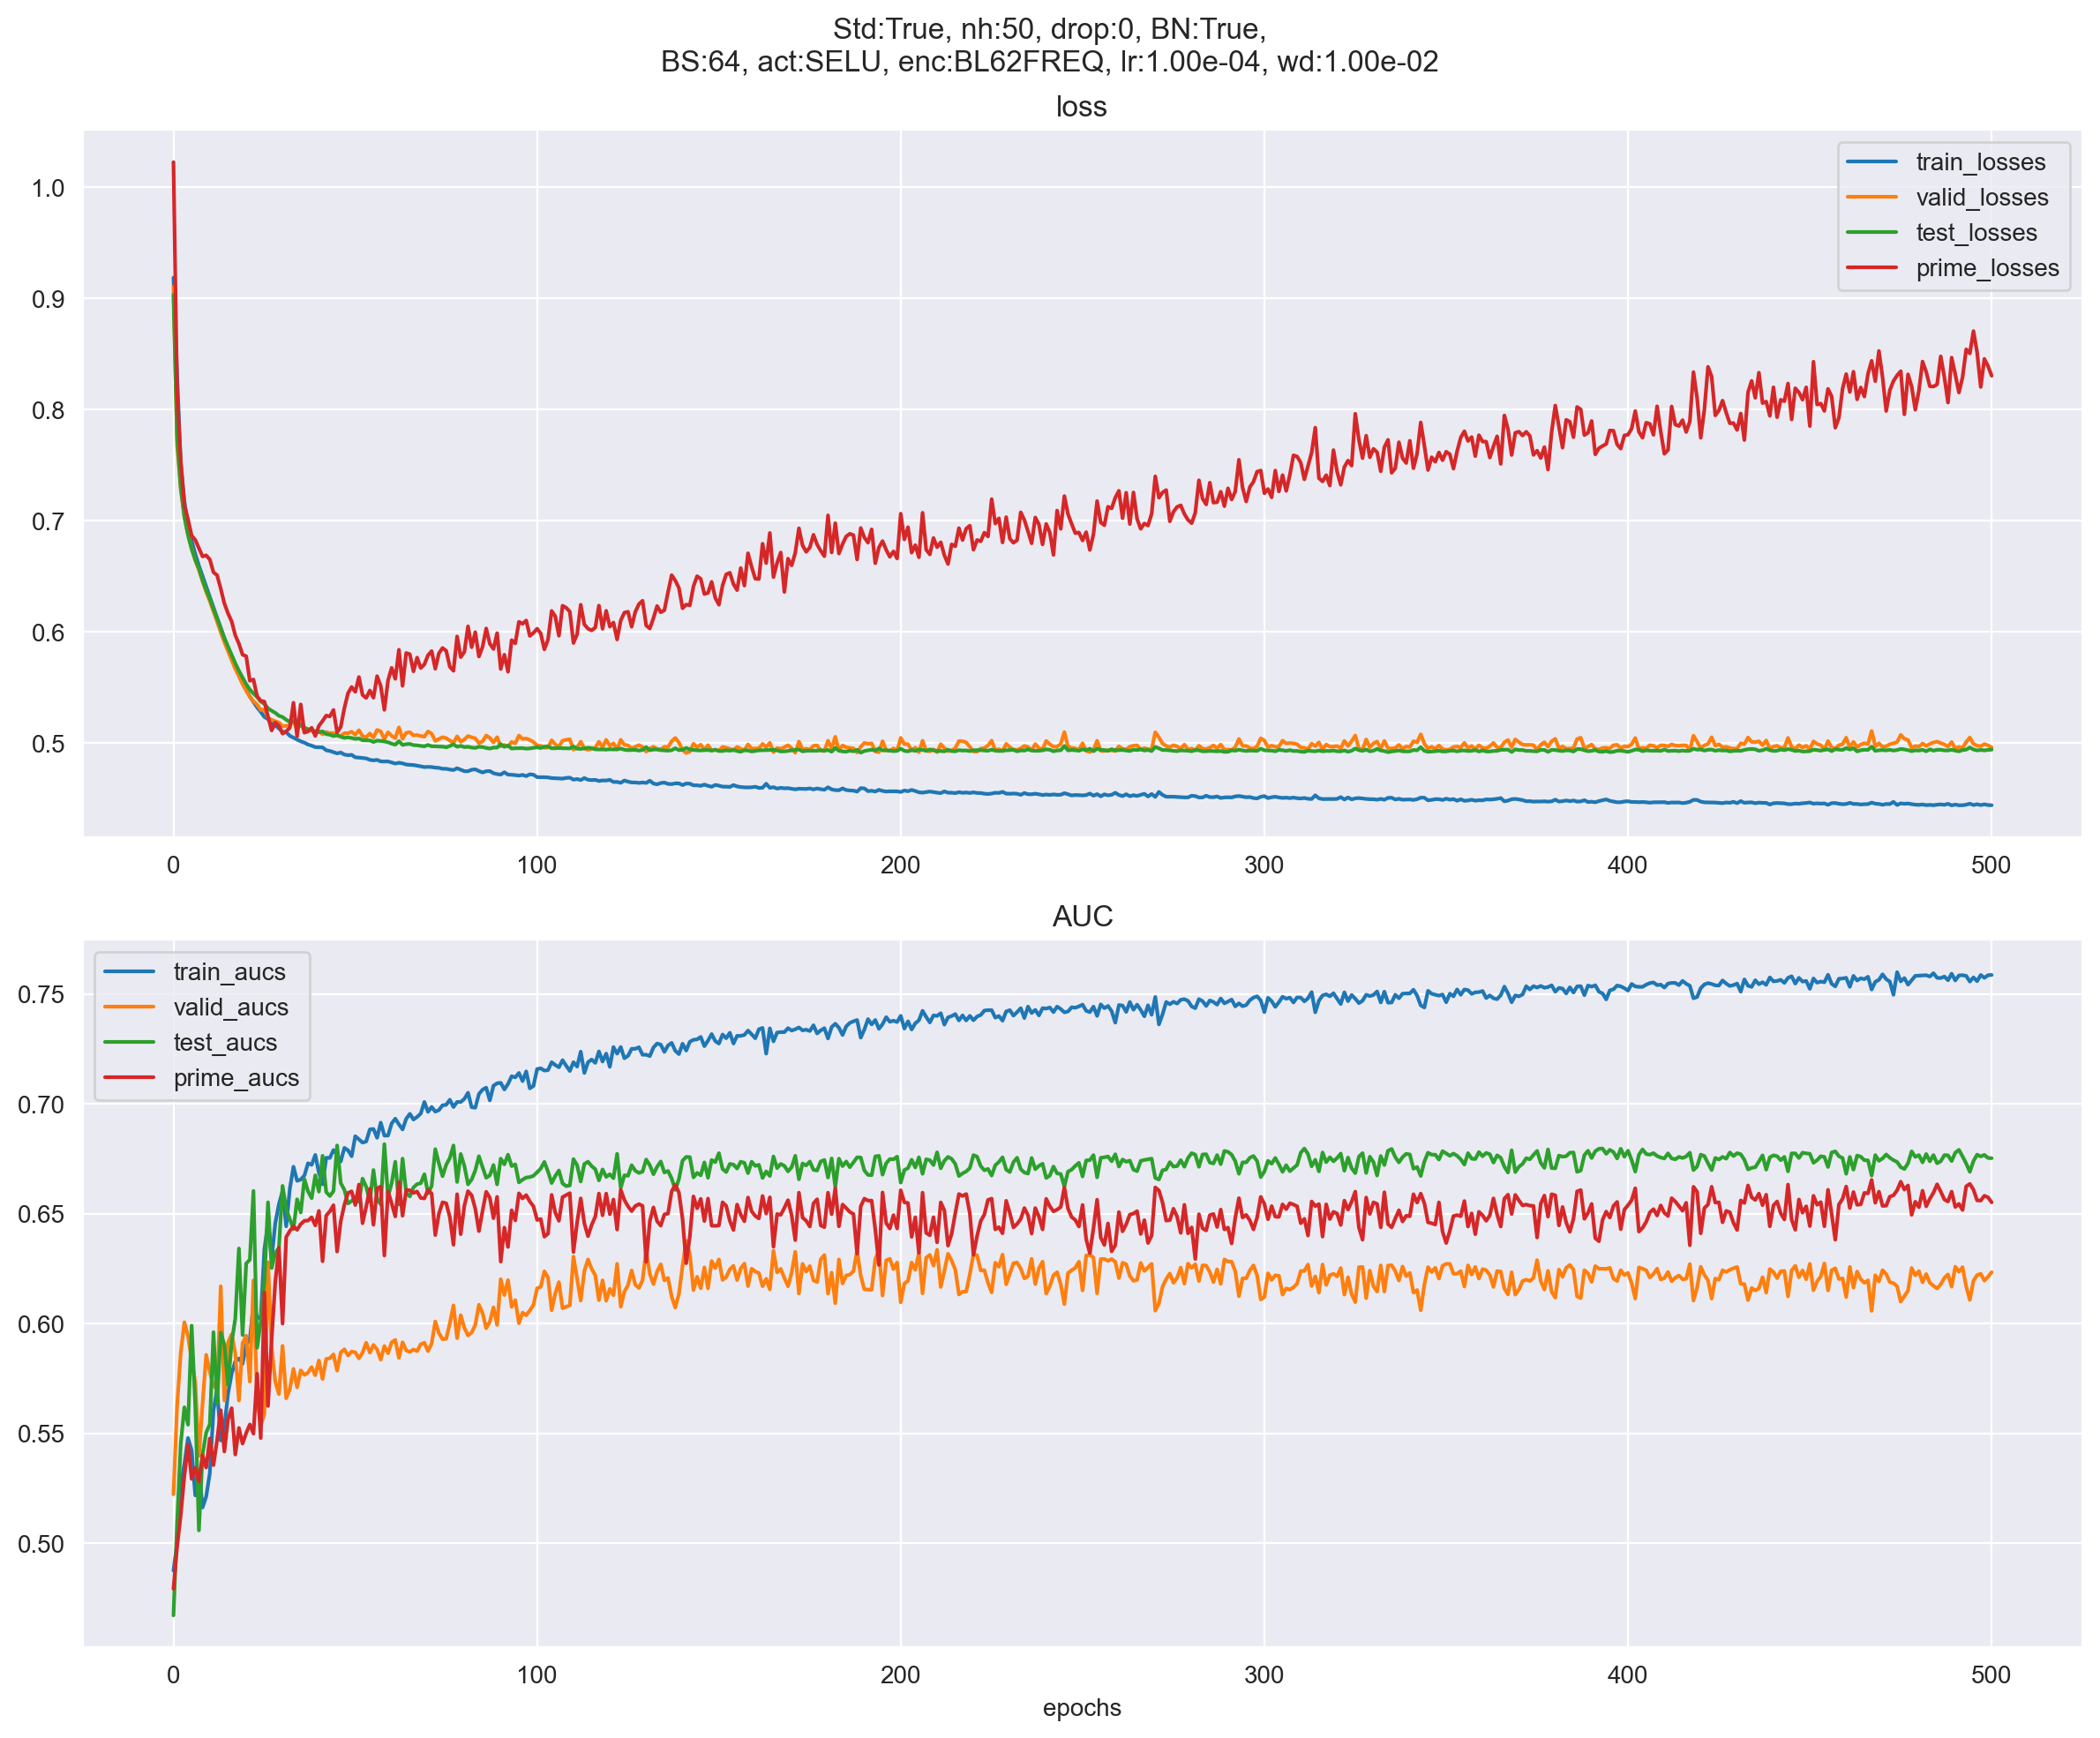 Std:True, nh:50, drop:0, BN:True,
BS:64, act:SELU, enc:BL62FREQ, lr:1.00e-04, wd:1.00e-02
loss
train_losses
valid_losses
test_losses
prime_losses
1.0
0.9
0.8
0.7
0.6
0.5
0 100 200 300 400 500
AUC
train_aucs
valid_aucs
test_aucs
prime_aucs
0.75
0.70
0.65
0.60
0.55
0.50
0 100 200 300 400 500
epochs